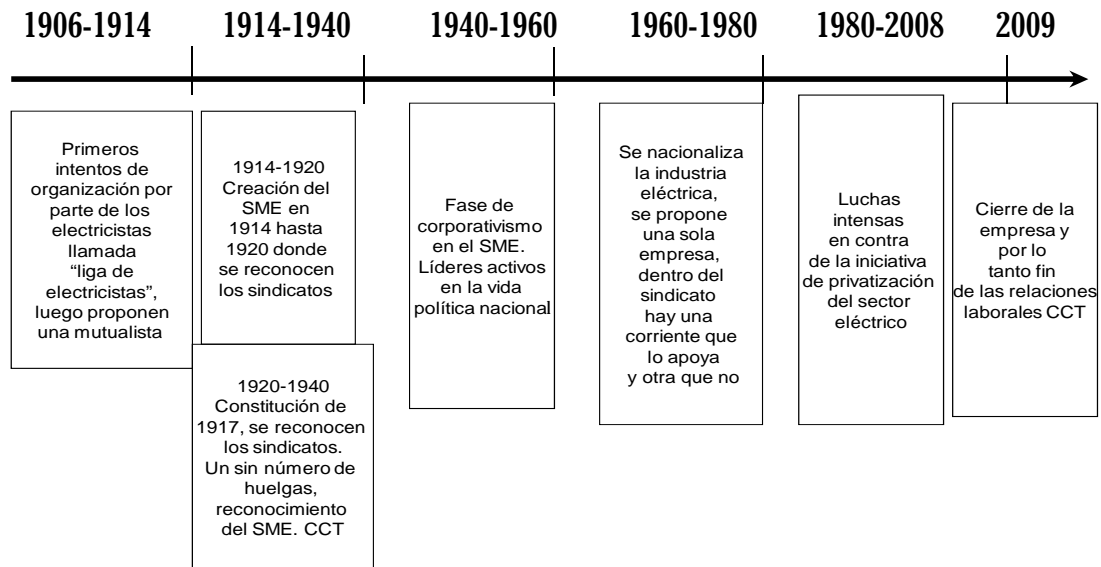 1906-1914
1914-1940
1940-1960
1960-1980
1980-2008
2009
Primeros
intentos de
organización por
parte de los
electricistas
llamada
“liga de
electricistas”,
luego proponen
una mutualista
1914-1920
Creación del
SME en
1914 hasta
1920 donde
se reconocen
los sindicatos
1920-1940
Constitución de
1917, se reconocen
los sindicatos.
Un sin número de
huelgas,
reconocimiento
del SME. CCT
Fase de
corporativismo
en el SME.
Líderes activos
en la vida
política nacional
Se nacionaliza
la industria
eléctrica,
se propone
una sola
empresa,
dentro del
sindicato
hay una
corriente que
lo apoya
y otra que no
Luchas
intensas
en contra
de la iniciativa
de privatización
del sector
eléctrico
Cierre de la
empresa y
por lo
tanto fin
de las relaciones
laborales CCT